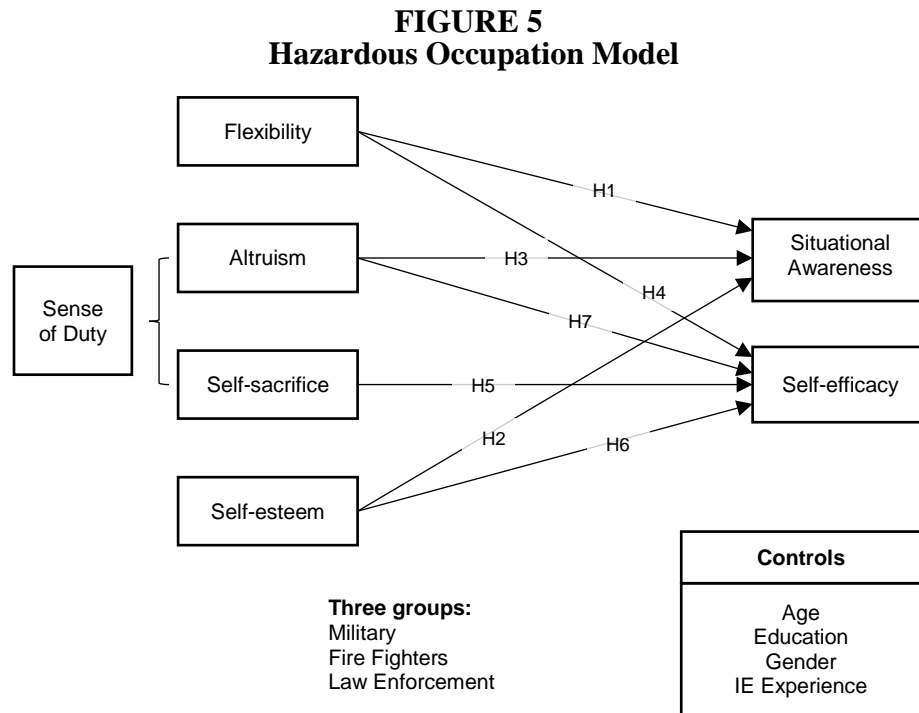 FIGURE 5
Hazardous Occupation Model
Flexibility
H1
Altruism
H3
Situational
Awareness
Sense
of Duty
H4
H7
Self-sacrifice
H5
Self-efficacy
H2
H6
Self-esteem
Three groups:
Military
Fire Fighters
Law Enforcement
Controls
Age
Education
Gender
IE Experience